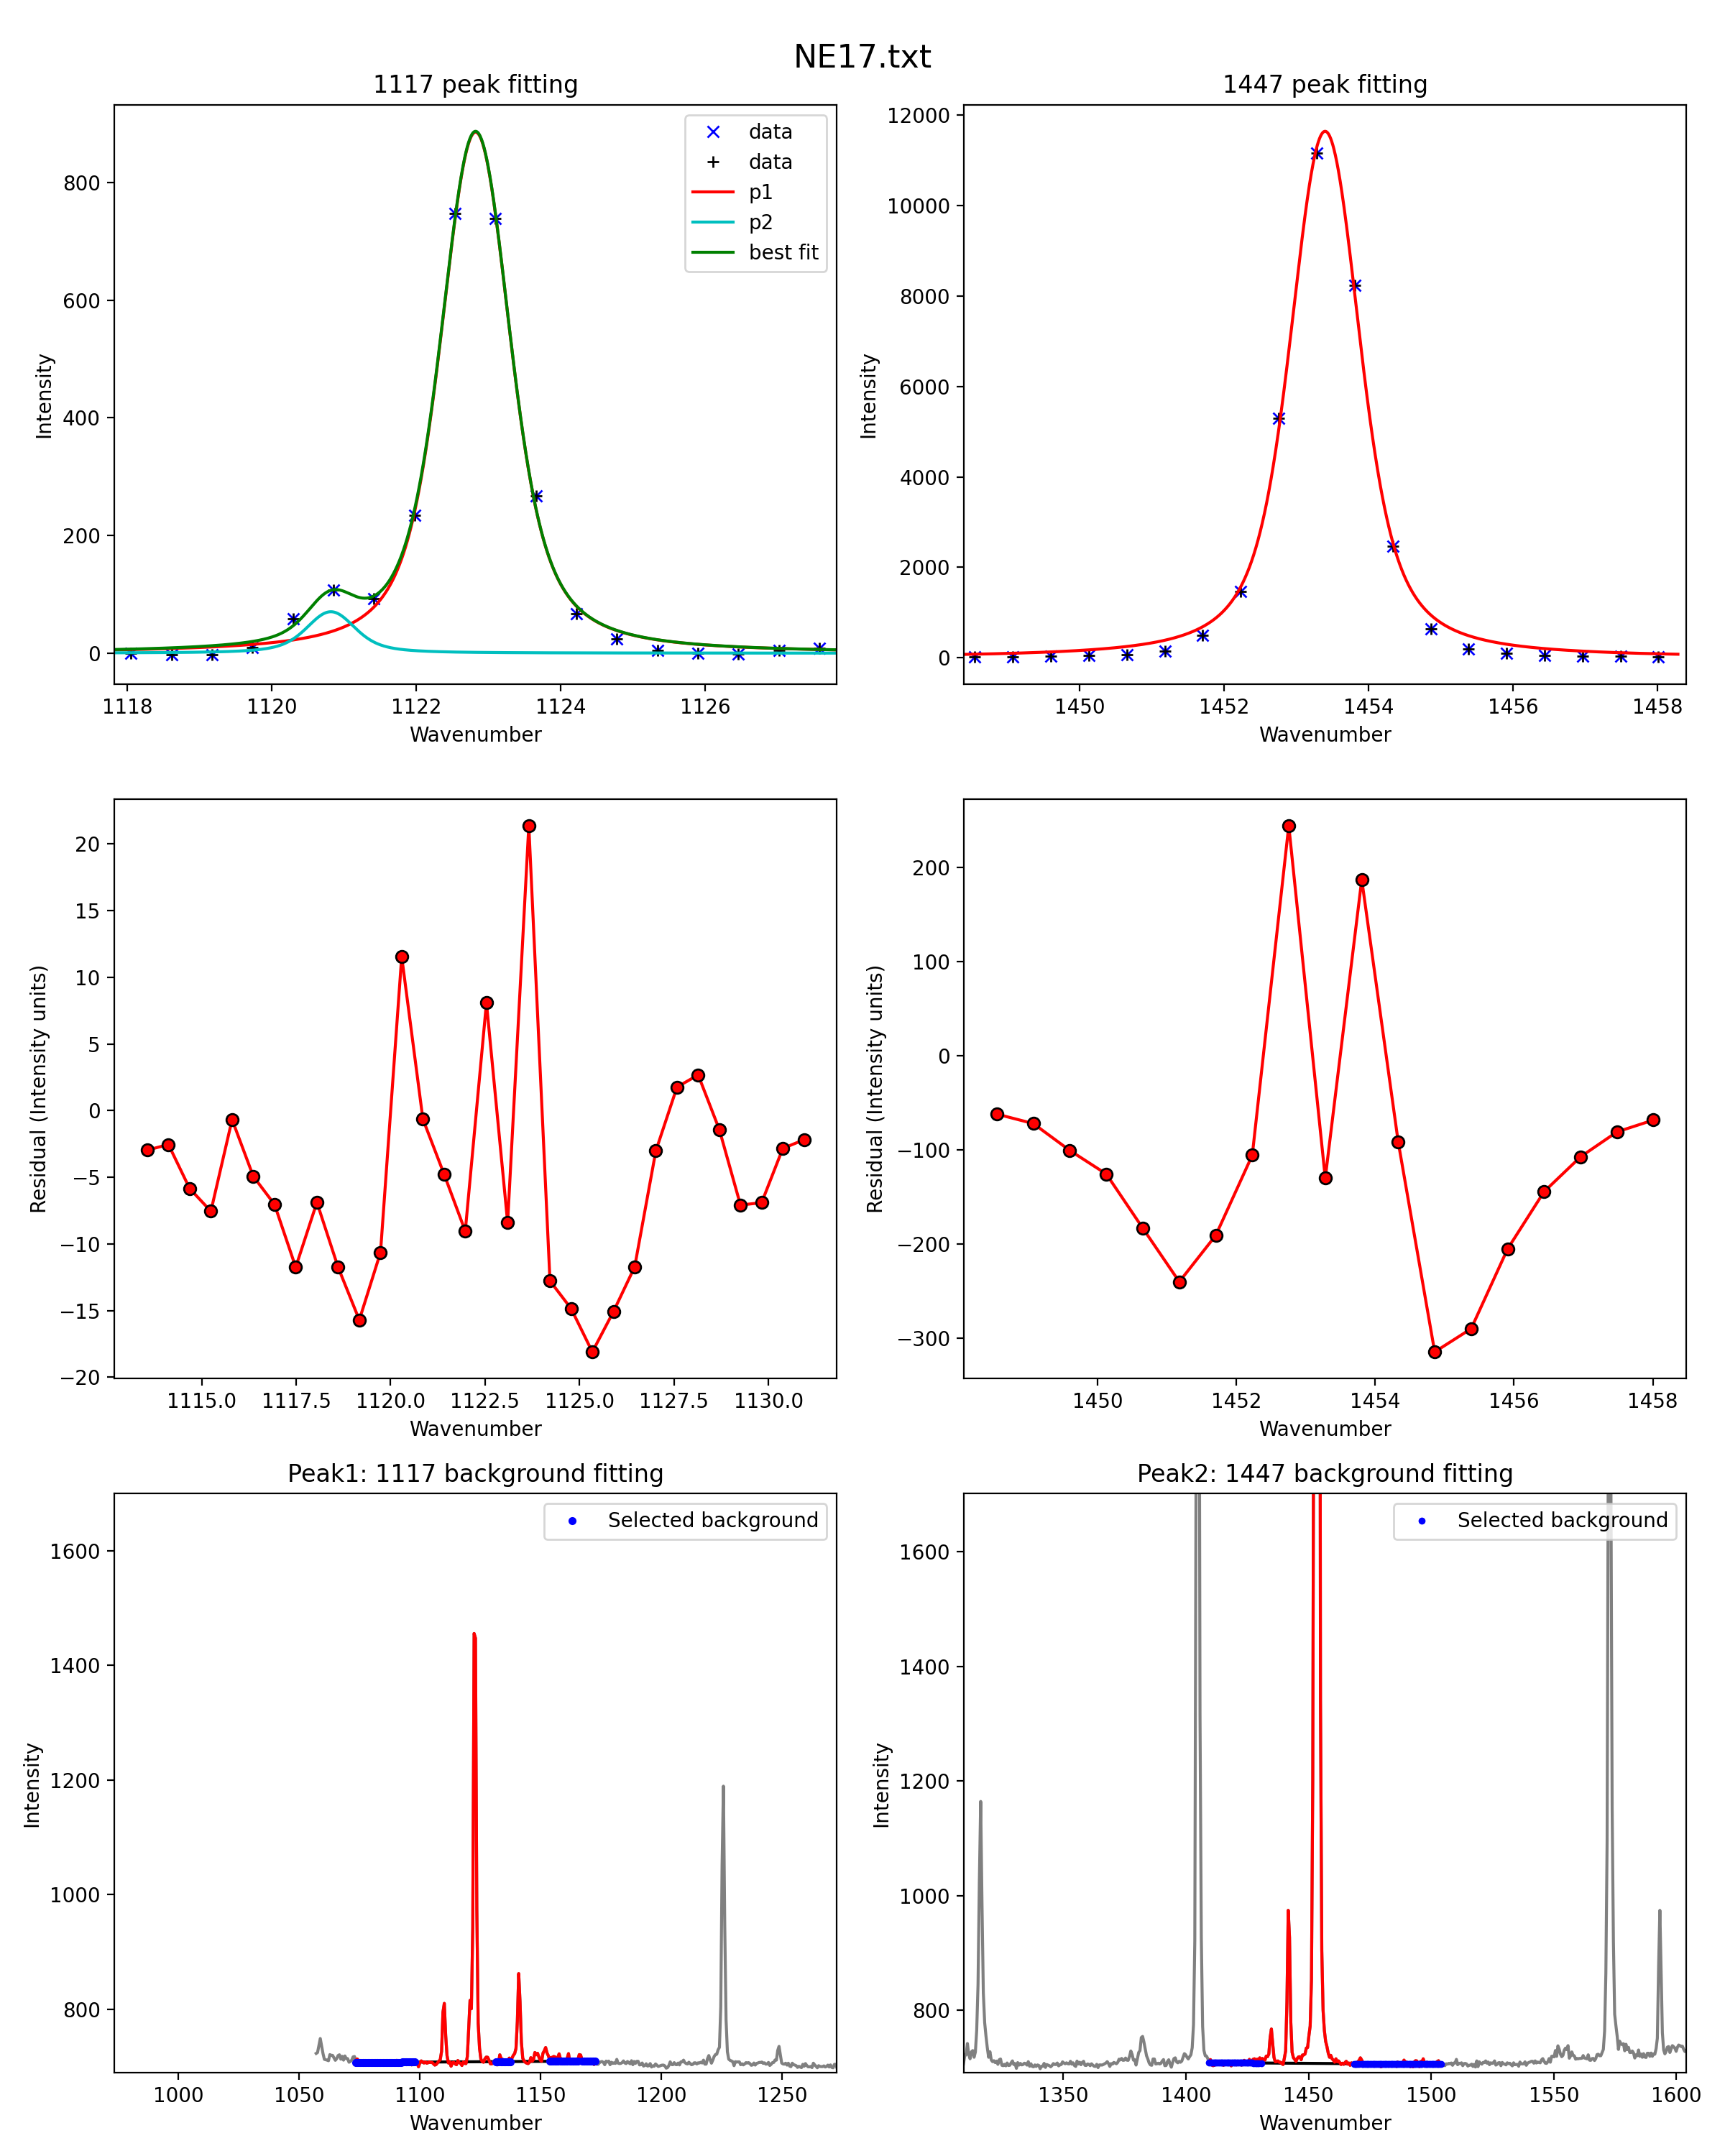 NE17.txt
1117 peak fitting
800
600
400
200
0
Intensity
1118 1120 1122 1124 1126
Wavenumber
data
data
p1
p2
best fit
1447 peak fitting
12000
10000
8000
6000
4000
2000
0
Intensity
1450 1452 1454 1456 1458
Wavenumber
20
15
10
5
0
−5
−10
−15
−20
Residual (Intensity units)
1115.0 1117.5 1120.0 1122.5 1125.0 1127.5 1130.0
Wavenumber
200
100
0
−100
−200
−300
Residual (Intensity units)
1450 1452 1454 1456 1458
Wavenumber
Peak1: 1117 background fitting
Selected background
1600
1400
1200
1000
800
Intensity
1000 1050 1100 1150 1200 1250
Wavenumber
Peak2: 1447 background fitting
Selected background
1600
1400
1200
1000
800
Intensity
1350 1400 1450 1500 1550 1600
Wavenumber